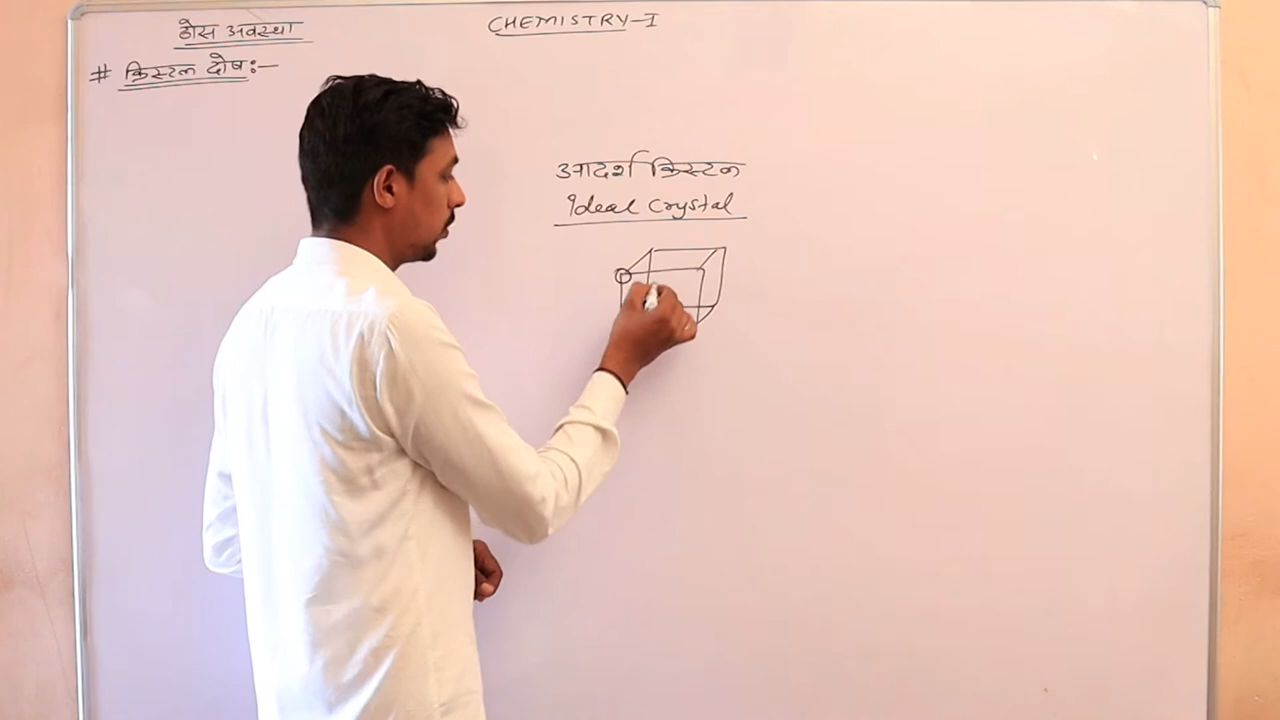 ठोस अवस्था
CHEMISTRY-I
# क्रिस्टल दोष:-
आदर्श क्रिस्टल
Ideal Crystal